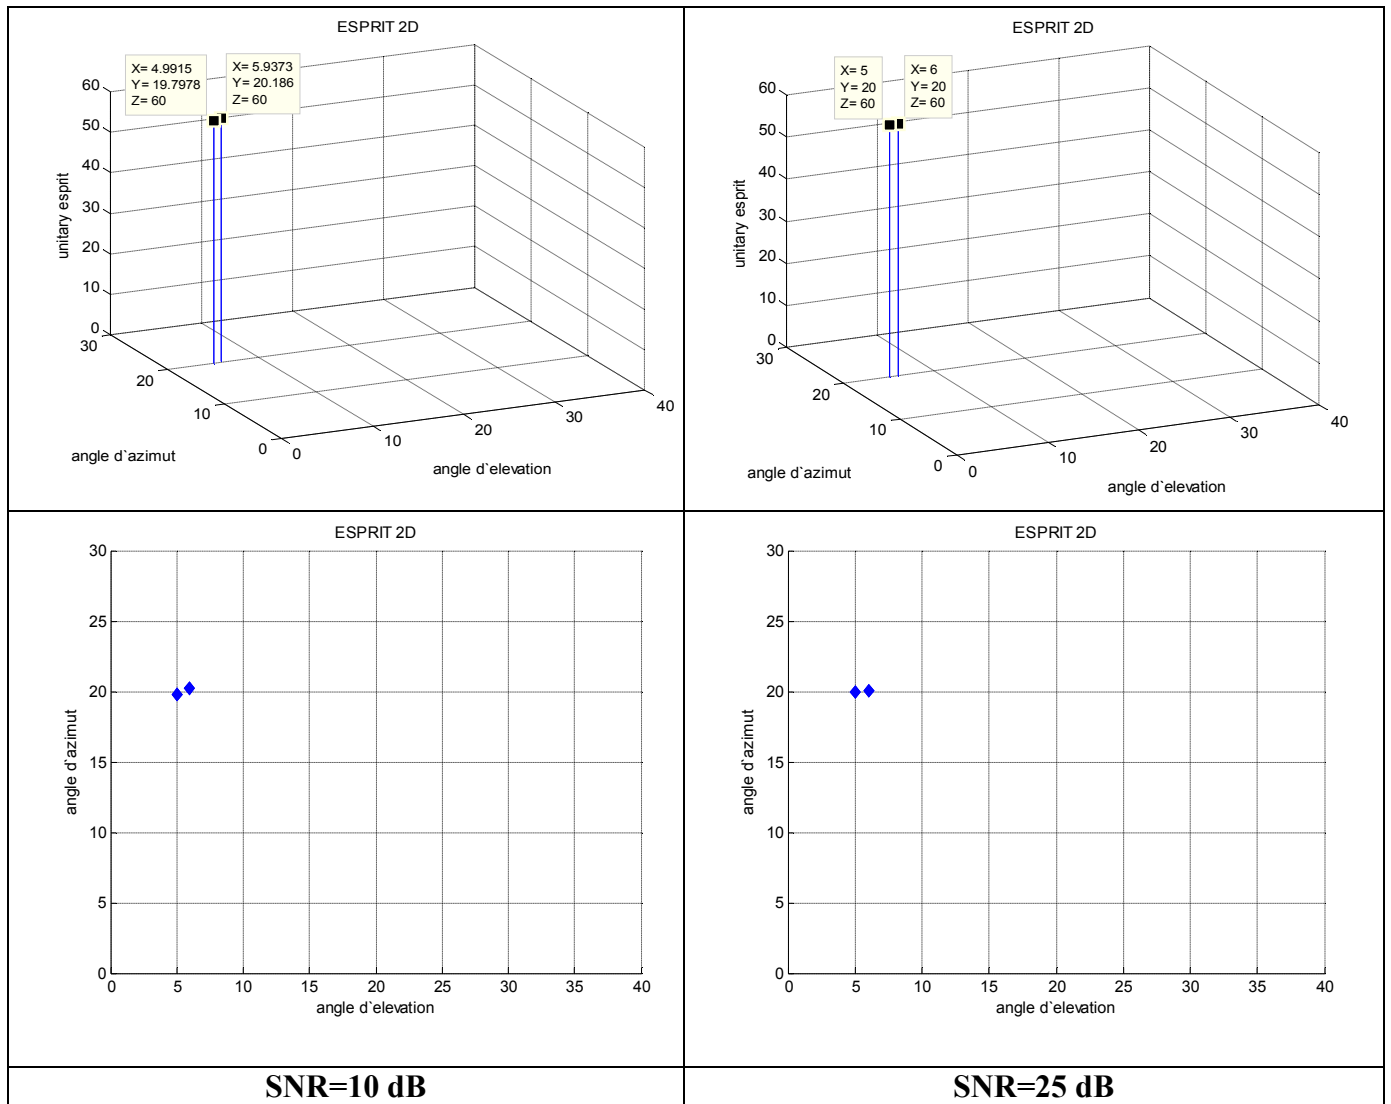 ESPRIT 2D
X= 4.9915
Y= 19.7978
Z= 60
X= 5.9373
Y= 20.186
Z= 60
60
50
40
30
20
10
0
unitary esprit
30
20
10
0
0
10
20
30
40
angle d`azimut
angle d`elevation
ESPRIT 2D
X= 5
Y= 20
Z= 60
X= 6
Y= 20
Z= 60
60
50
40
30
20
10
0
unitary esprit
30
20
10
0
0
10
20
30
40
angle d`azimut
angle d`elevation
ESPRIT 2D
30
25
20
15
10
5
0
angle d`azimut
0 5 10 15 20 25 30 35 40
angle d`elevation
ESPRIT 2D
30
25
20
15
10
5
0
angle d`azimut
0 5 10 15 20 25 30 35 40
angle d`elevation
SNR=10 dB
SNR=25 dB